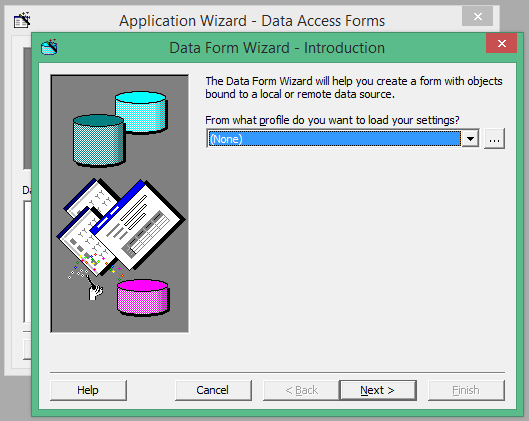 Application Wizard - Data Access Forms
Data Form Wizard - Introduction
The Data Form Wizard will help you create a form with objects
bound to a local or remote data source.
From what profile do you want to load your settings?
(None)
...
Help
Cancel
< Back
Next >
Finish